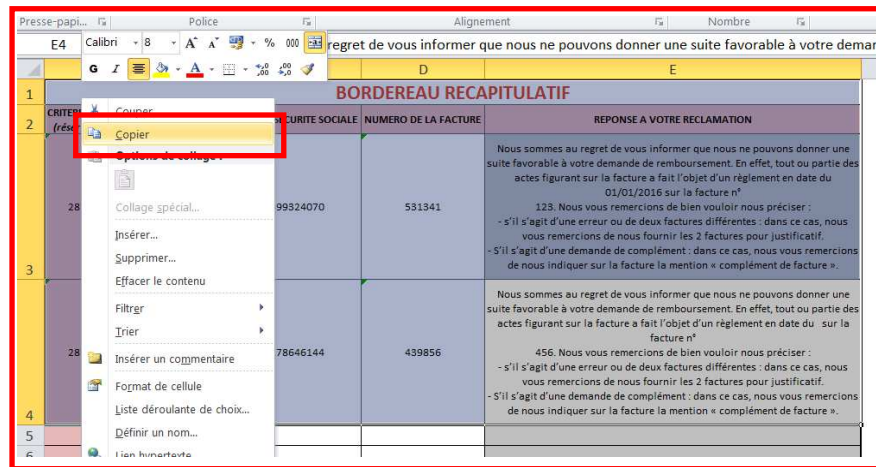 Presse-papi... Police Alignement Nombre
E4 Calibri 8 A A % 000 regret de vous informer que nous ne pouvons donner une suite favorable à votre demar
G I A ,00 ,0
D E
1 BORDEREAU RECAPITULATIF
2 SECURITE SOCIALE NUMERO DE LA FACTURE REPONSE A VOTRE RECLAMATION
Couper
Copier
Options de collage :
Collage spécial...
Insérer...
Supprimer...
Effacer le contenu
Filtrer
Trier
Insérer un commentaire
Format de cellule
Liste déroulante de choix...
Définir un nom...
Lien hypertexte
3 28 99324070 531341
Nous sommes au regret de vous informer que nous ne pouvons donner une
suite favorable à votre demande de remboursement. En effet, tout ou partie des
actes figurant sur la facture a fait l'objet d'un règlement en date du
01/01/2016 sur la facture n°
123. Nous vous remercions de bien vouloir nous préciser :
- s'il s'agit d'une erreur ou de deux factures différentes : dans ce cas, nous
vous remercions de nous fournir les 2 factures pour justificatif.
- S'il s'agit d'une demande de complément : dans ce cas, nous vous remercions
de nous indiquer sur la facture la mention « complément de facture ».
4 28 78646144 439856
Nous sommes au regret de vous informer que nous ne pouvons donner une
suite favorable à votre demande de remboursement. En effet, tout ou partie des
actes figurant sur la facture a fait l'objet d'un règlement en date du sur la
facture n°
456. Nous vous remercions de bien vouloir nous préciser :
- s'il s'agit d'une erreur ou de deux factures différentes : dans ce cas, nous
vous remercions de nous fournir les 2 factures pour justificatif.
- S'il s'agit d'une demande de complément : dans ce cas, nous vous remercions
de nous indiquer sur la facture la mention « complément de facture ».
5
6